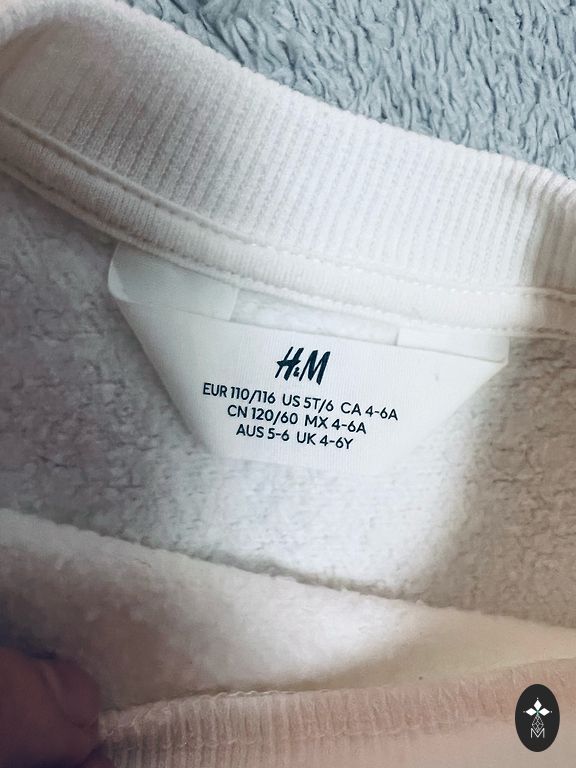 H&M
EUR 110/116 US 5T/6 CA 4-6A
CN 120/60 MX 4-6A
AUS 5-6 UK 4-6Y
M